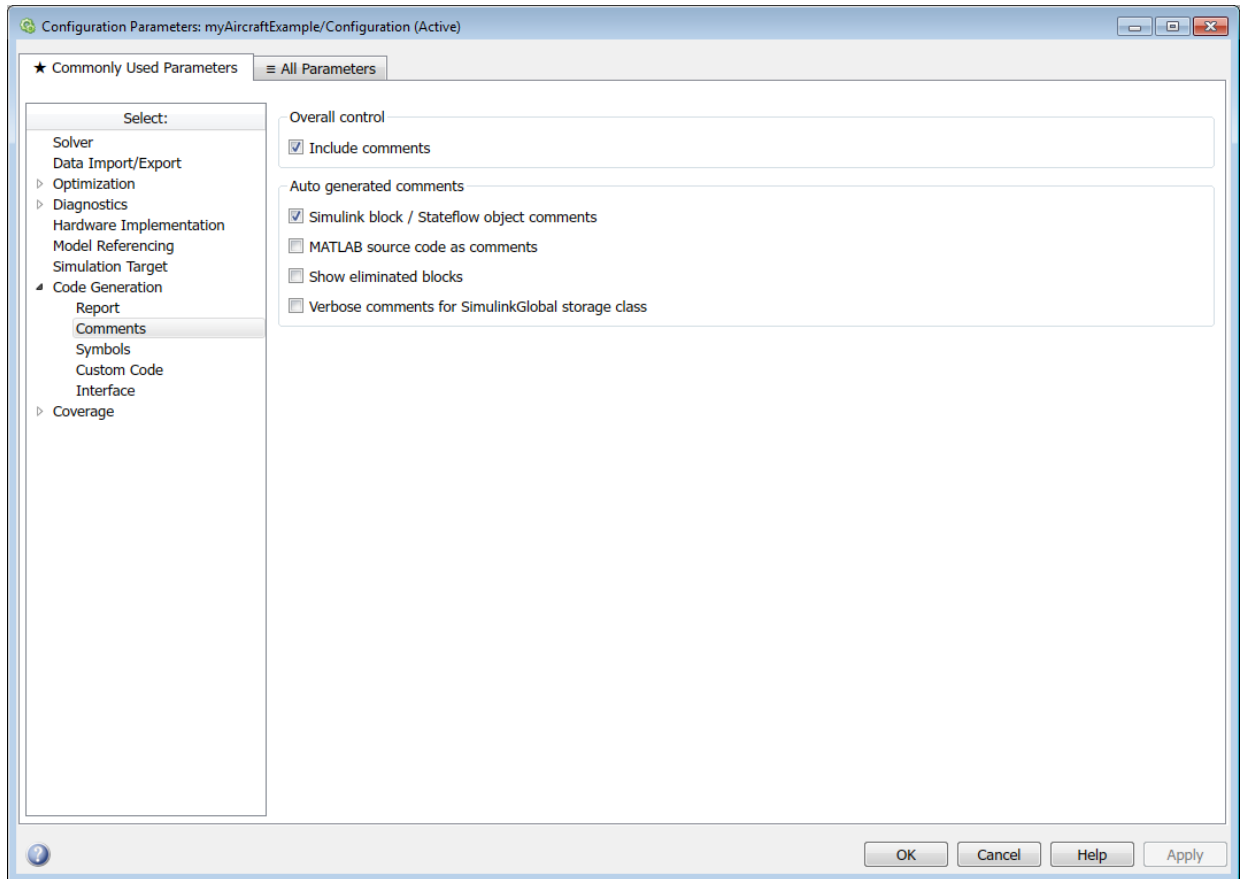 Configuration Parameters: myAircraftExample/Configuration (Active)
★ Commonly Used Parameters
≡ All Parameters
Select:
Solver
Data Import/Export
Optimization
Diagnostics
Hardware Implementation
Model Referencing
Simulation Target
Code Generation
Report
Comments
Symbols
Custom Code
Interface
Coverage
Overall control
Include comments
Auto generated comments
Simulink block / Stateflow object comments
MATLAB source code as comments
Show eliminated blocks
Verbose comments for SimulinkGlobal storage class
?
OK
Cancel
Help
Apply